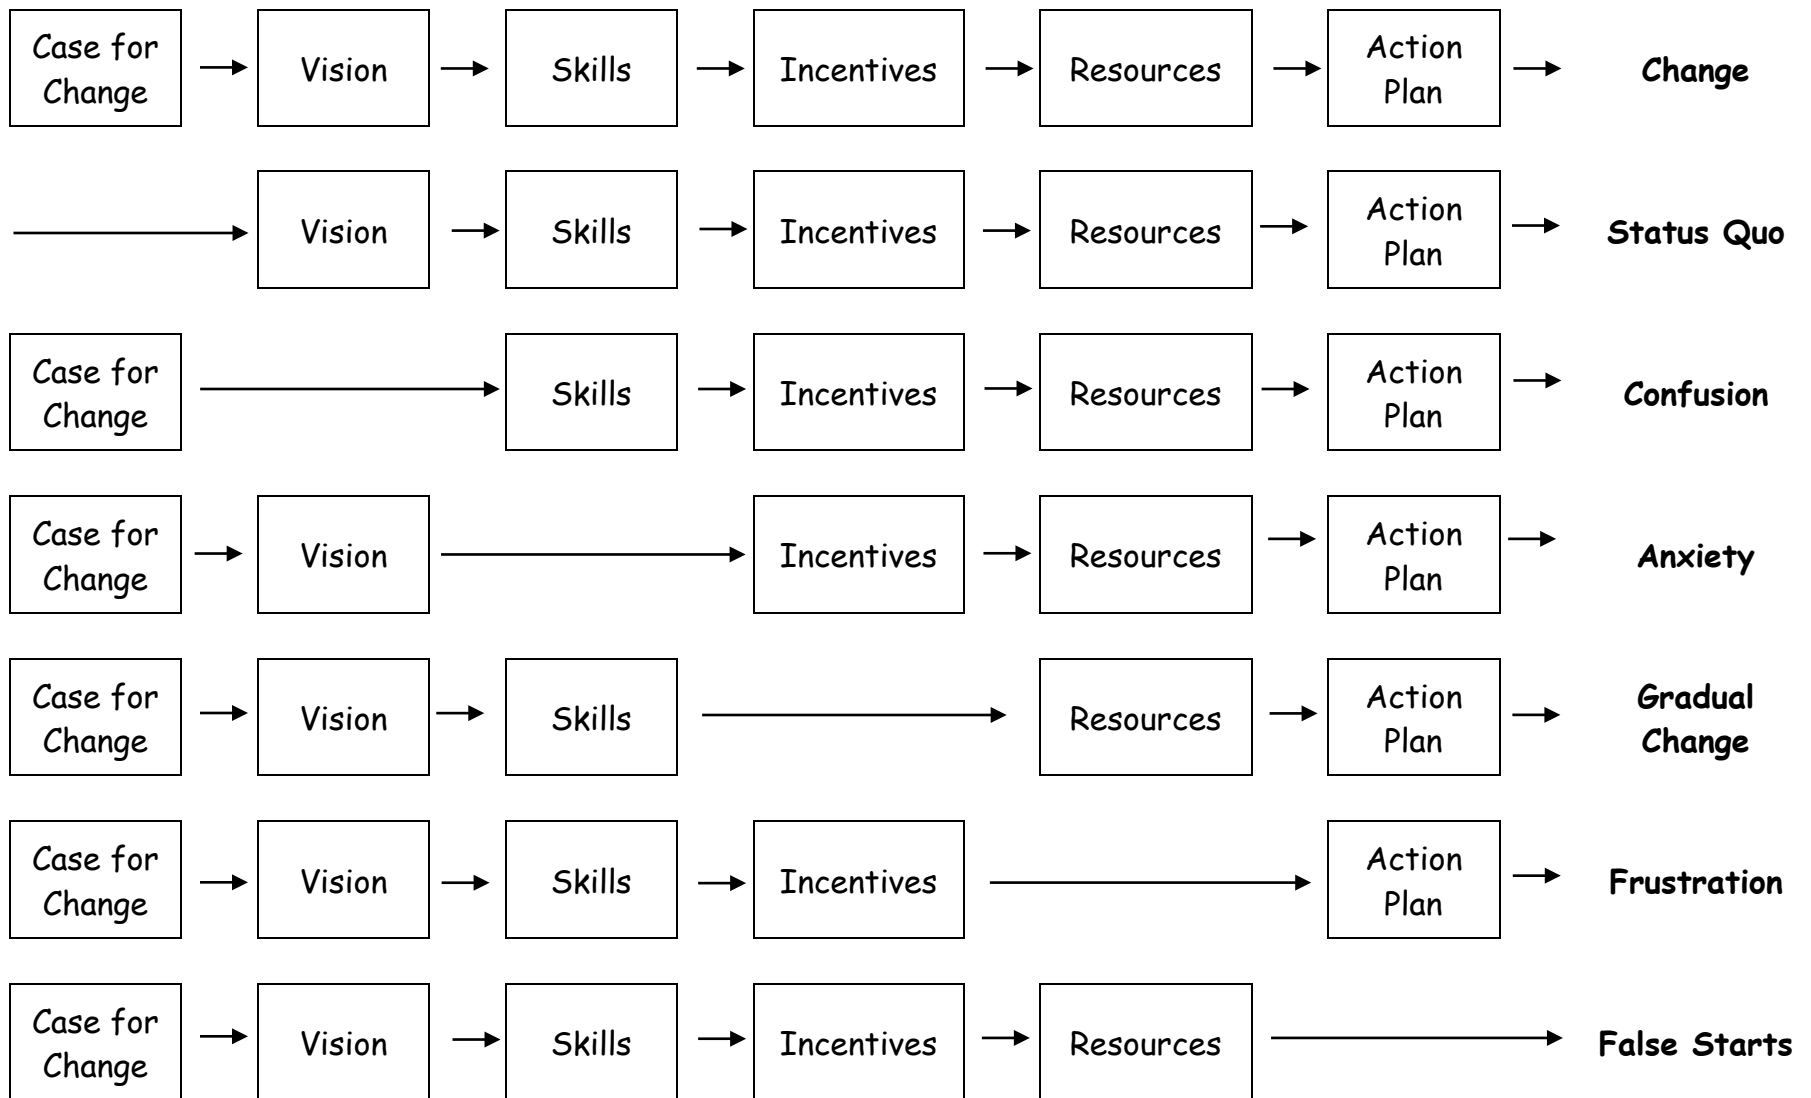 Case for
Change
Vision
Skills
Incentives
Resources
Action
Plan
Change
Vision
Skills
Incentives
Resources
Action
Plan
Status Quo
Case for
Change
Skills
Incentives
Resources
Action
Plan
Confusion
Case for
Change
Vision
Incentives
Resources
Action
Plan
Anxiety
Case for
Change
Vision
Skills
Resources
Action
Plan
Gradual
Change
Case for
Change
Vision
Skills
Incentives
Action
Plan
Frustration
Case for
Change
Vision
Skills
Incentives
Resources
False Starts